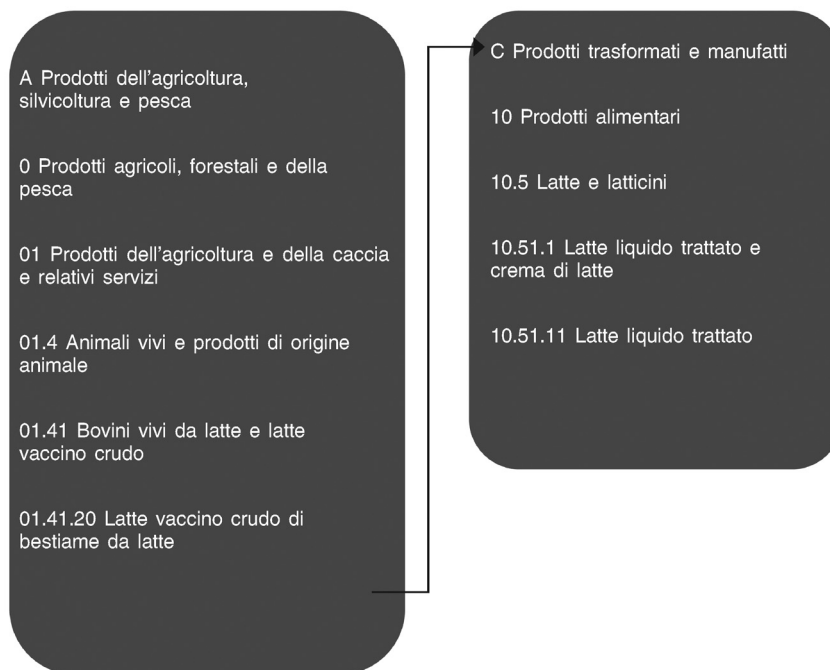 A Prodotti dell'agricoltura,
silvicoltura e pesca
0 Prodotti agricoli, forestali e della
pesca
01 Prodotti dell'agricoltura e della caccia
e relativi servizi
01.4 Animali vivi e prodotti di origine
animale
01.41 Bovini vivi da latte e latte
vaccino crudo
01.41.20 Latte vaccino crudo di
bestiame da latte
C Prodotti trasformati e manufatti
10 Prodotti alimentari
10.5 Latte e latticini
10.51.1 Latte liquido trattato e
crema di latte
10.51.11 Latte liquido trattato